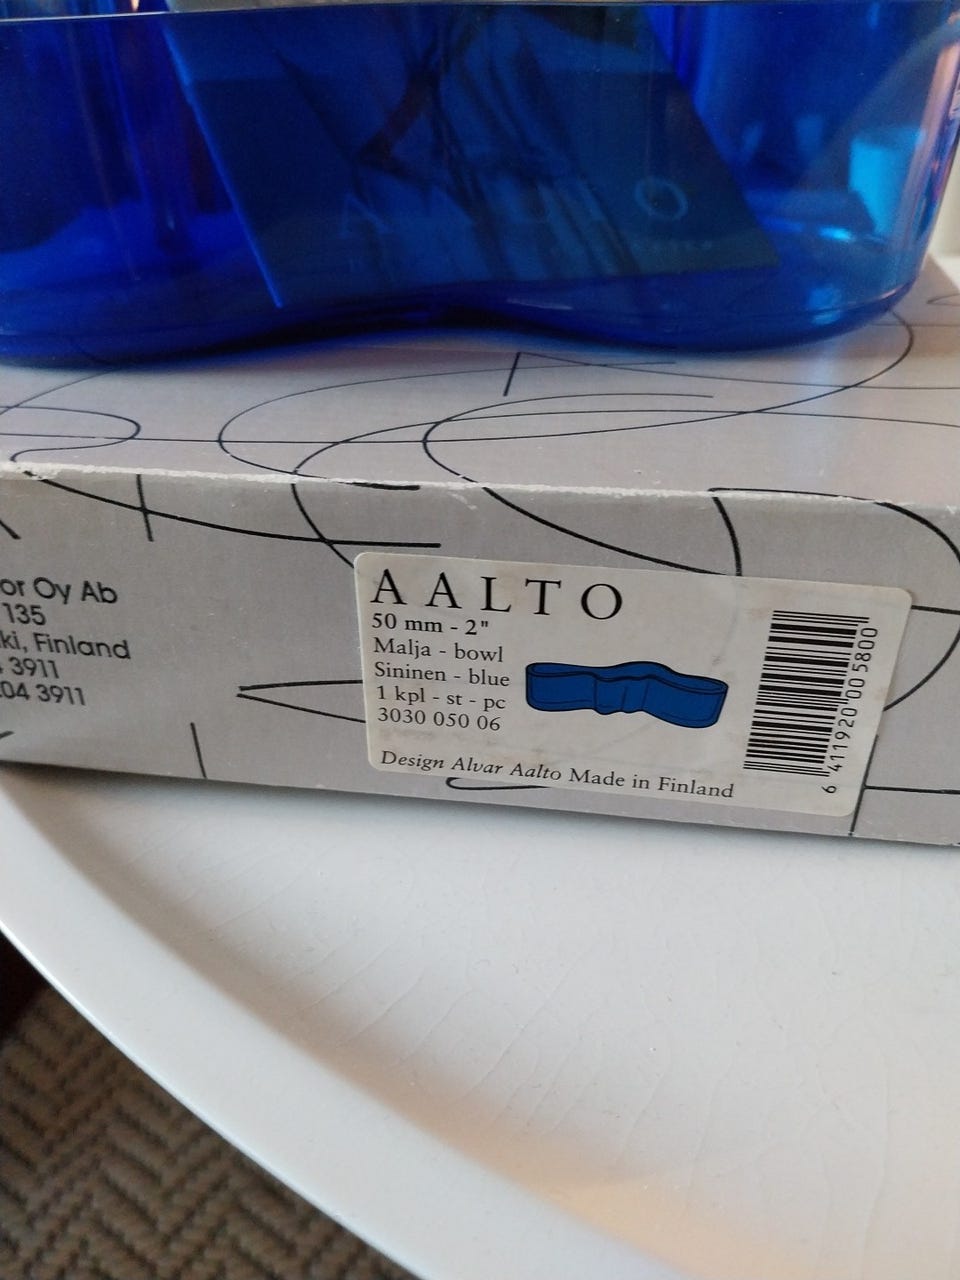 AALTO
or Oy Ab
135
ki, Finland
3911
04 3911
AALTO
50 mm - 2"
Malja - bowl
Sininen - blue
1 kpl - st - pc
3030 050 06
Design Alvar Aalto Made in Finland
6 411920 005800